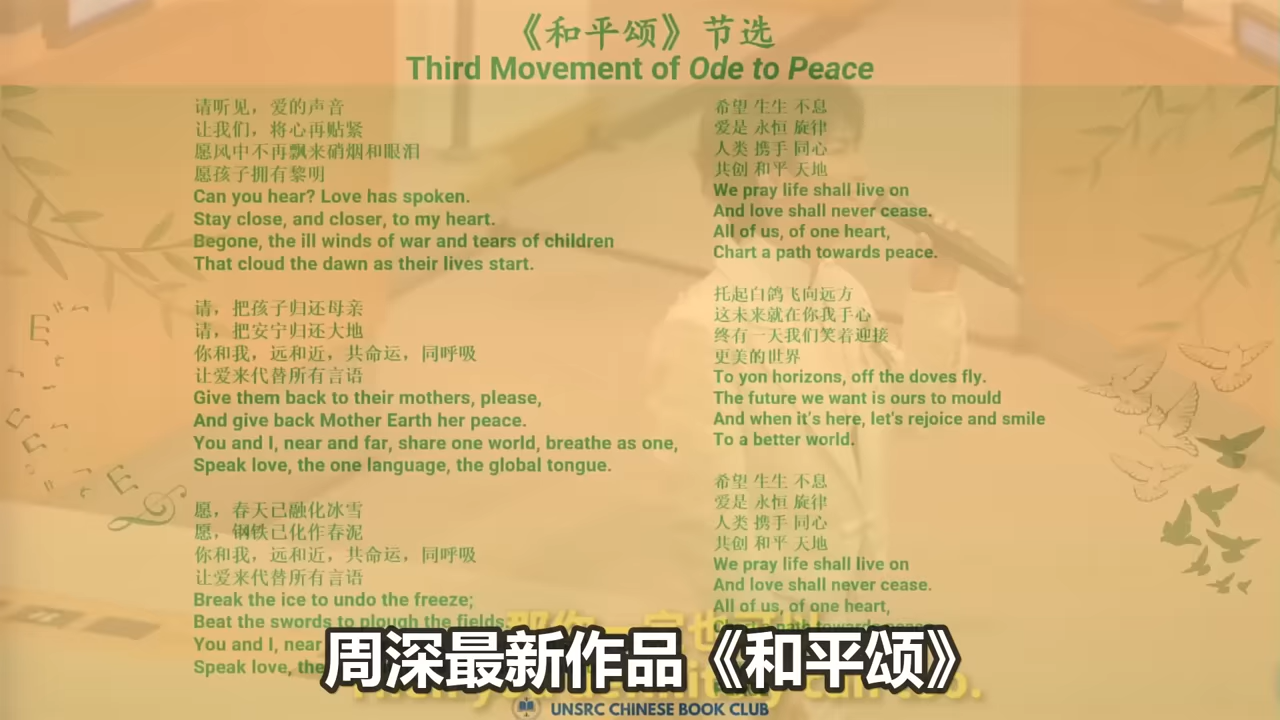 《和平颂》节选
Third Movement of Ode to Peace
请听见，爱的声音
让我们，将心再贴紧
愿风中不再飘来硝烟和眼泪
愿孩子拥有黎明
Can you hear? Love has spoken.
Stay close, and closer, to my heart.
Begone, the ill winds of war and tears of children
That cloud the dawn as their lives start.
请，把孩子归还母亲
请，把安宁归还大地
你和我，远和近，共命运，同呼吸
让爱来代替所有言语
Give them back to their mothers, please,
And give back Mother Earth her peace.
You and I, near and far, share one world, breathe as one,
Speak love, the one language, the global tongue.
愿，春天已融化冰雪
愿，钢铁已化作春泥
你和我，远和近，共命运，同呼吸
让爱来代替所有言语
Break the ice to undo the freeze;
Beat the swords to plough the fields.
You and I, near
Speak love, the
希望 生生 不息
爱是 永恒 旋律
人类 携手 同心
共创 和平 天地
We pray life shall live on
And love shall never cease.
All of us, of one heart,
Chart a path towards peace.
托起白鸽飞向远方
这未来就在你我手心
终有一天我们笑着迎接
更美的世界
To yon horizons, off the doves fly.
The future we want is ours to mould
And when it's here, let's rejoice and smile
To a better world.
希望 生生 不息
爱是 永恒 旋律
人类 携手 同心
共创 和平 天地
We pray life shall live on
And love shall never cease.
All of us, of one heart,
Chart a path towards peace.
周深最新作品《和平颂》
UNSRC CHINESE BOOK CLUB